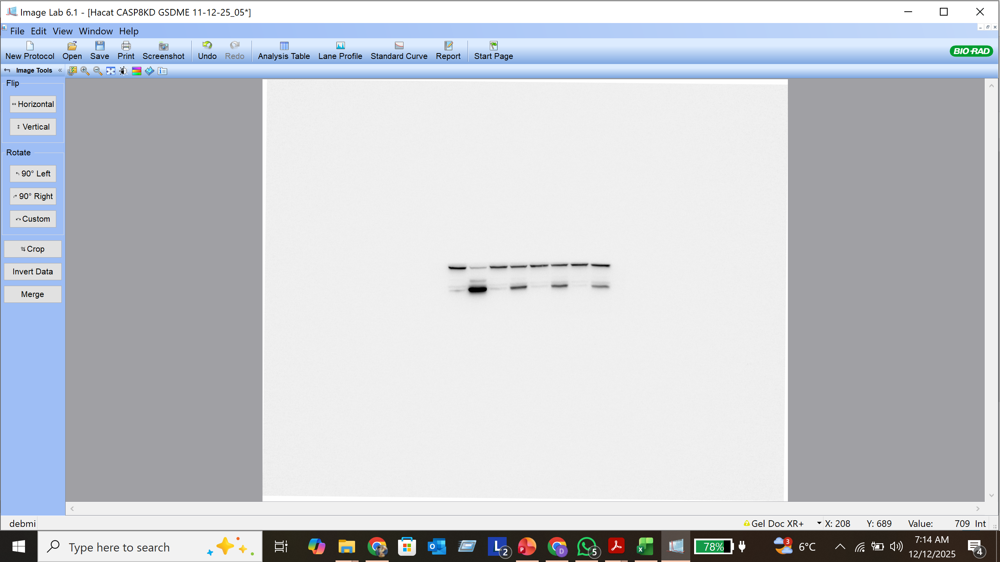 Image Lab 6.1 - [Hacat CASP8KD GSDME 11-12-25_05*]
File Edit View Window Help
New Protocol Open Save Print Screenshot Undo Redo Analysis Table Lane Profile Standard Curve Report Start Page
BIO-RAD
Image Tools
Flip
Horizontal
Vertical
Rotate
90° Left
90° Right
Custom
Crop
Invert Data
Merge
debmi
Gel Doc XR+ X: 208 Y: 689 Value: 709 Int
Type here to search
2
D
5
78%
3
6°C
7:14 AM
12/12/2025
4